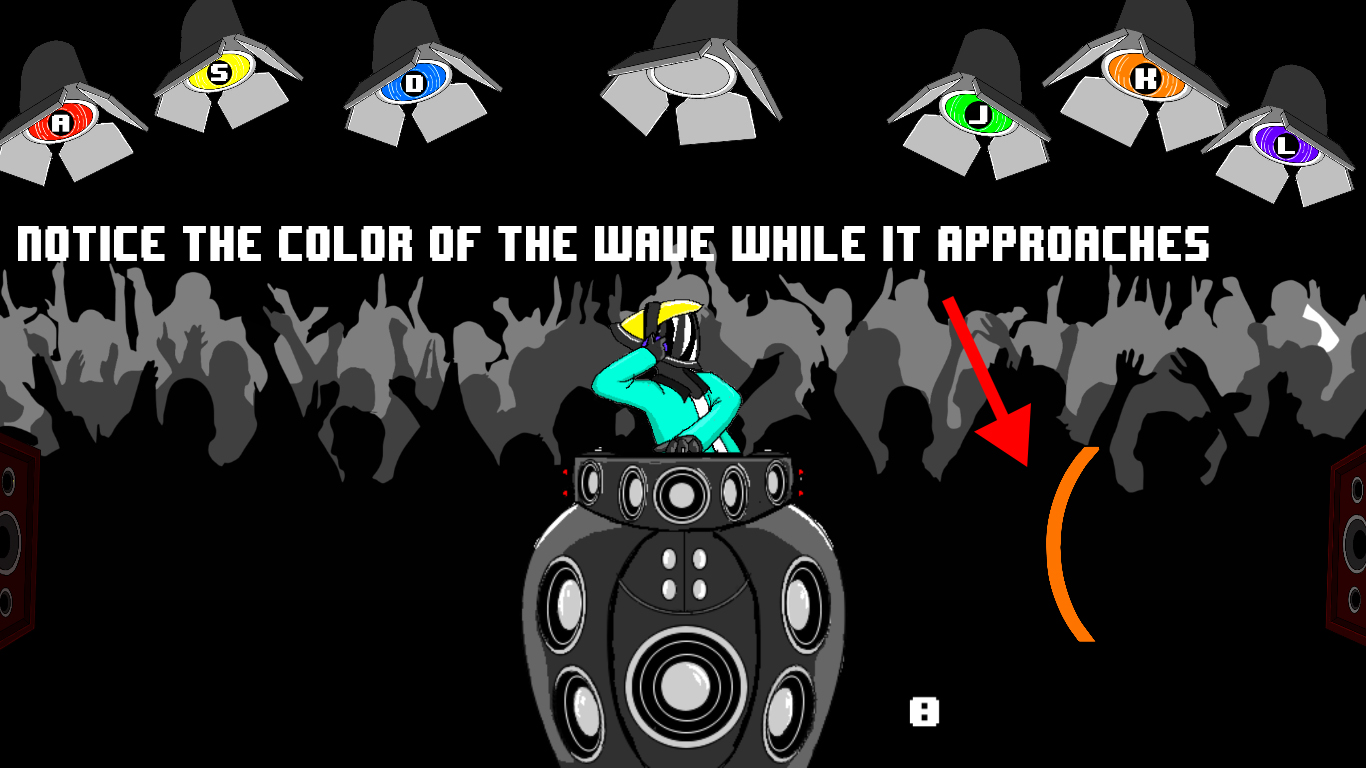 A
S
D
J
K
L
NOTICE THE COLOR OF THE WAVE WHILE IT APPROACHES
8